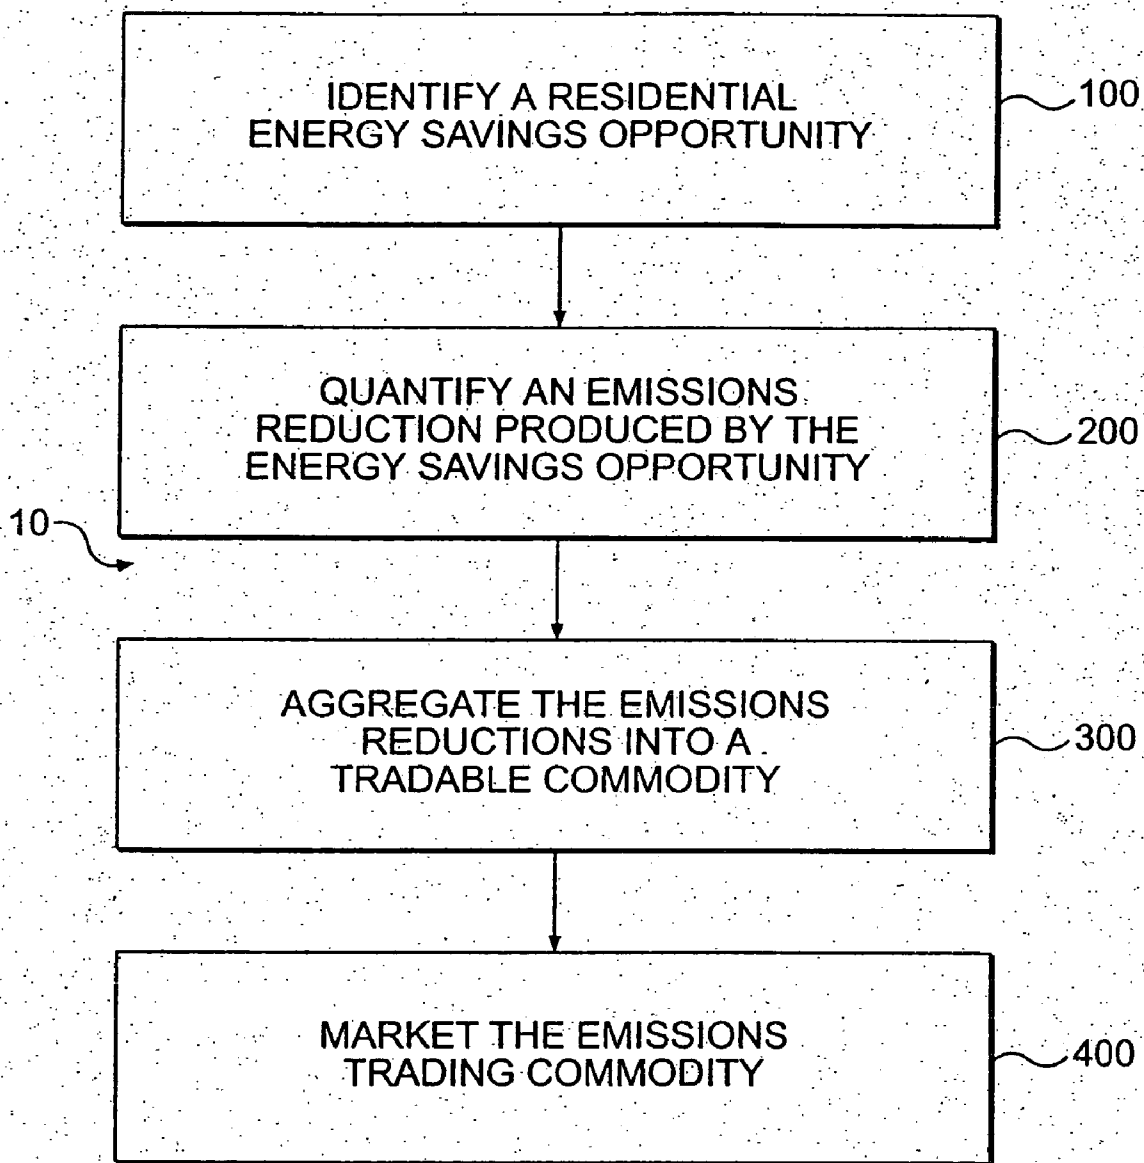 IDENTIFY A RESIDENTIAL
ENERGY SAVINGS OPPORTUNITY
100
QUANTIFY AN EMISSIONS
REDUCTION PRODUCED BY THE
ENERGY SAVINGS OPPORTUNITY
200
10
AGGREGATE THE EMISSIONS
REDUCTIONS INTO A
TRADABLE COMMODITY
300
MARKET THE EMISSIONS
TRADING COMMODITY
400